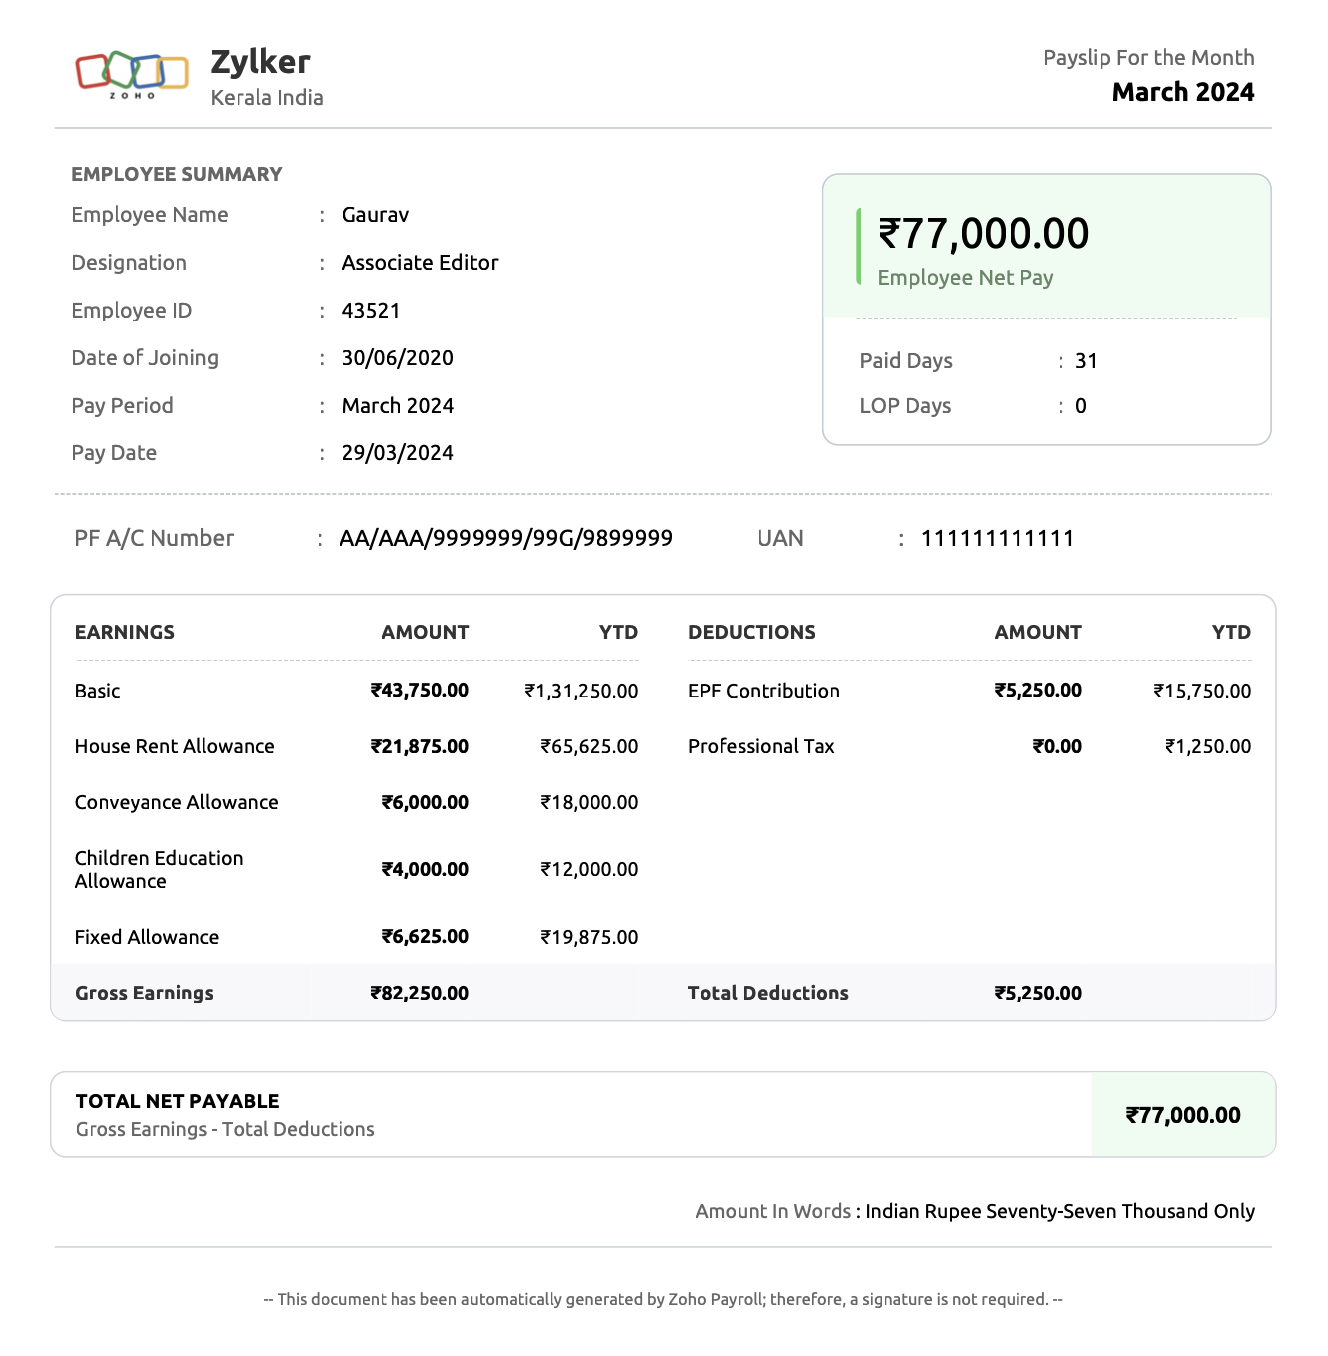 ZOHO
Zylker
Kerala India
Payslip For the Month
March 2024
EMPLOYEE SUMMARY
Employee Name : Gaurav
Designation : Associate Editor
Employee ID : 43521
Date of Joining : 30/06/2020
Pay Period : March 2024
Pay Date : 29/03/2024
₹77,000.00
Employee Net Pay
Paid Days : 31
LOP Days : 0
PF A/C Number : AA/AAA/9999999/99G/9899999 UAN : 111111111111
EARNINGS AMOUNT YTD DEDUCTIONS AMOUNT YTD
Basic ₹43,750.00 ₹1,31,250.00 EPF Contribution ₹5,250.00 ₹15,750.00
House Rent Allowance ₹21,875.00 ₹65,625.00 Professional Tax ₹0.00 ₹1,250.00
Conveyance Allowance ₹6,000.00 ₹18,000.00
Children Education
Allowance ₹4,000.00 ₹12,000.00
Fixed Allowance ₹6,625.00 ₹19,875.00
Gross Earnings ₹82,250.00 Total Deductions ₹5,250.00
TOTAL NET PAYABLE
Gross Earnings - Total Deductions
₹77,000.00
Amount In Words : Indian Rupee Seventy-Seven Thousand Only
-- This document has been automatically generated by Zoho Payroll; therefore, a signature is not required. --